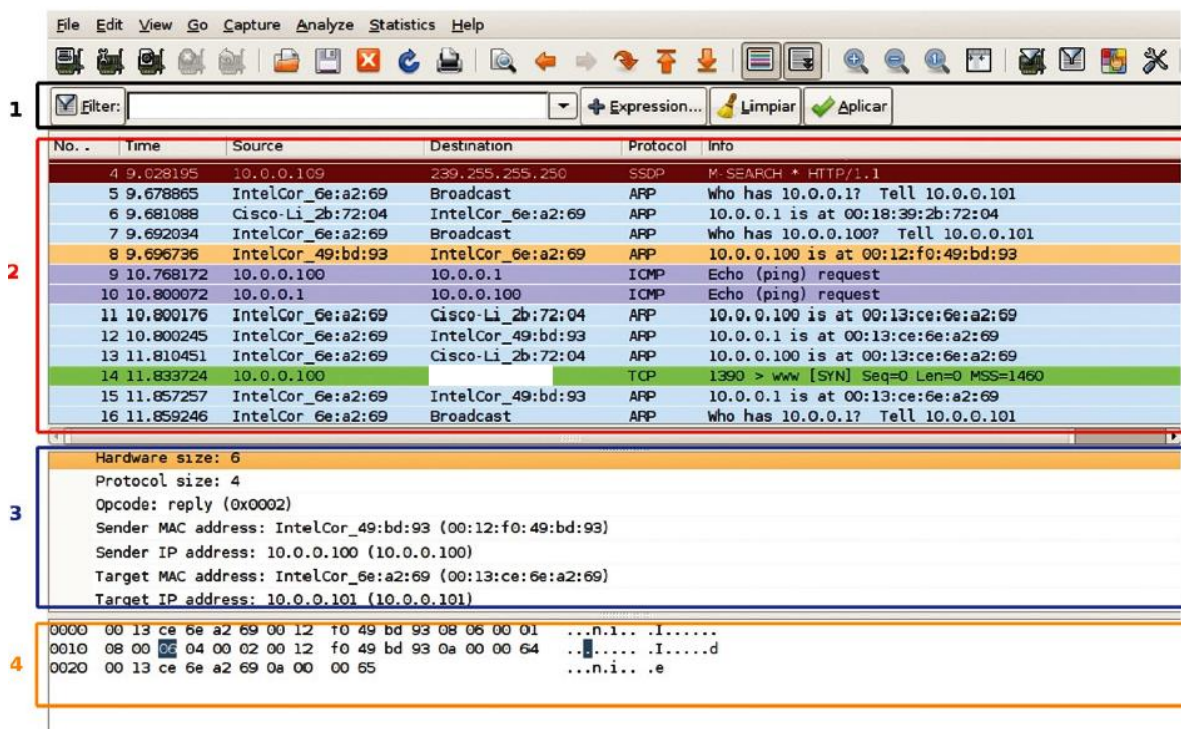 File Edit View Go Capture Analyze Statistics Help
1
Filter: Expression... Limpiar Aplicar
2
No. . Time Source Destination Protocol Info
4 9.028195 10.0.0.109 239.255.255.250 SSDP M-SEARCH * HTTP/1.1
5 9.678865 IntelCor_6e:a2:69 Broadcast ARP Who has 10.0.0.1? Tell 10.0.0.101
6 9.681088 Cisco-Li_2b:72:04 IntelCor_6e:a2:69 ARP 10.0.0.1 is at 00:18:39:2b:72:04
7 9.692034 IntelCor_6e:a2:69 Broadcast ARP Who has 10.0.0.100? Tell 10.0.0.101
8 9.696736 IntelCor_49:bd:93 IntelCor_6e:a2:69 ARP 10.0.0.100 is at 00:12:f0:49:bd:93
9 10.768172 10.0.0.100 10.0.0.1 ICMP Echo (ping) request
10 10.800072 10.0.0.1 10.0.0.100 ICMP Echo (ping) request
11 10.800176 IntelCor_6e:a2:69 Cisco-Li_2b:72:04 ARP 10.0.0.100 is at 00:13:ce:6e:a2:69
12 10.800245 IntelCor_6e:a2:69 IntelCor_49:bd:93 ARP 10.0.0.1 is at 00:13:ce:6e:a2:69
13 11.810451 IntelCor_6e:a2:69 Cisco-Li_2b:72:04 ARP 10.0.0.100 is at 00:13:ce:6e:a2:69
14 11.833724 10.0.0.100 TCP 1390 > www [SYN] Seq=0 Len=0 MSS=1460
15 11.857257 IntelCor_6e:a2:69 IntelCor_49:bd:93 ARP 10.0.0.1 is at 00:13:ce:6e:a2:69
16 11.859246 IntelCor_6e:a2:69 Broadcast ARP Who has 10.0.0.1? Tell 10.0.0.101
3
Hardware size: 6
Protocol size: 4
Opcode: reply (0x0002)
Sender MAC address: IntelCor_49:bd:93 (00:12:f0:49:bd:93)
Sender IP address: 10.0.0.100 (10.0.0.100)
Target MAC address: IntelCor_6e:a2:69 (00:13:ce:6e:a2:69)
Target IP address: 10.0.0.101 (10.0.0.101)
4
0000 00 13 ce 6e a2 69 00 12 f0 49 bd 93 08 06 00 01 ...n.i.. .I......
0010 08 00 06 04 00 02 00 12 f0 49 bd 93 0a 00 00 64 ........ .I.....d
0020 00 13 ce 6e a2 69 0a 00 00 65 ...n.i.. .e